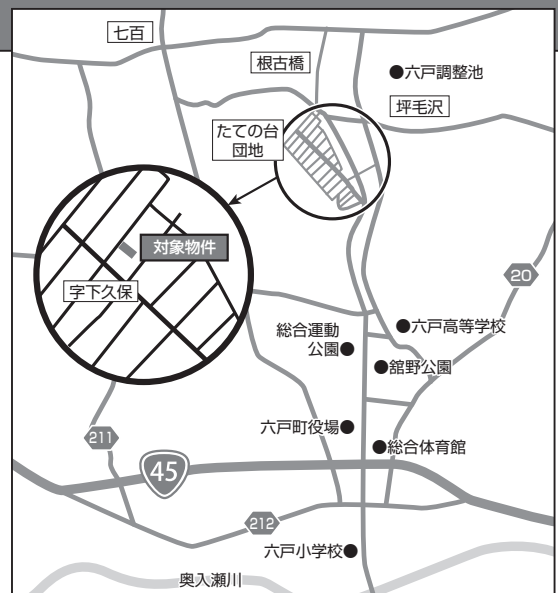 七百
根古橋
●六戸調整池
坪毛沢
たての台
団地
対象物件
字下久保
20
総合運動
公園●
●六戸高等学校
●舘野公園
六戸町役場●
●総合体育館
211
45
212
六戸小学校●
奥入瀬川